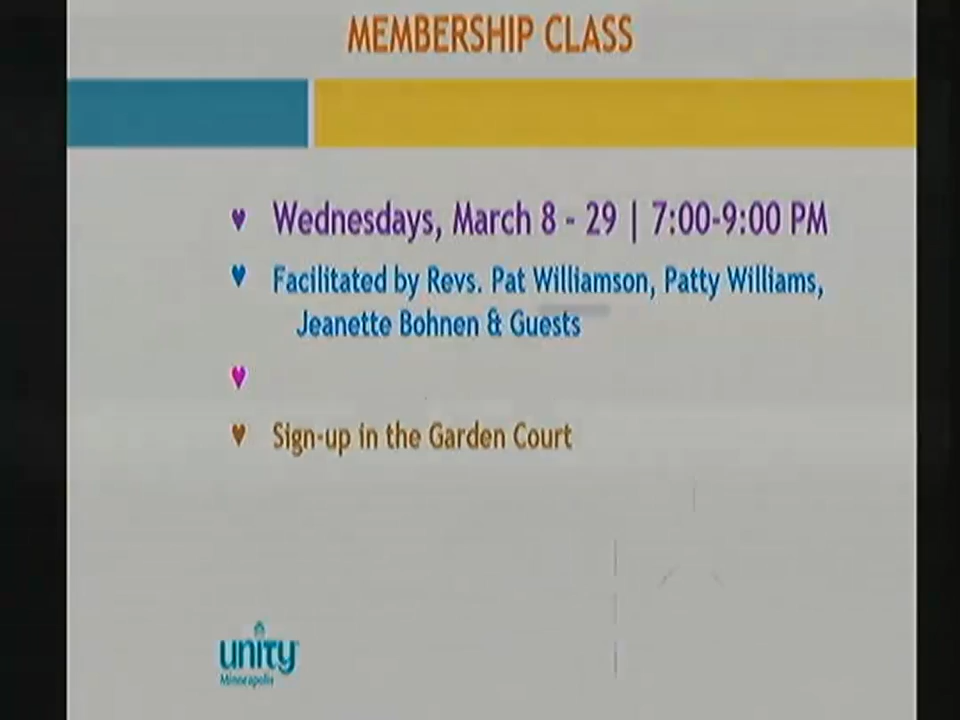 MEMBERSHIP CLASS
♥ Wednesdays, March 8 - 29 | 7:00-9:00 PM
♥ Facilitated by Revs. Pat Williamson, Patty Williams,
Jeanette Bohnen & Guests
♥
♥ Sign-up in the Garden Court
unity
Minneapolis